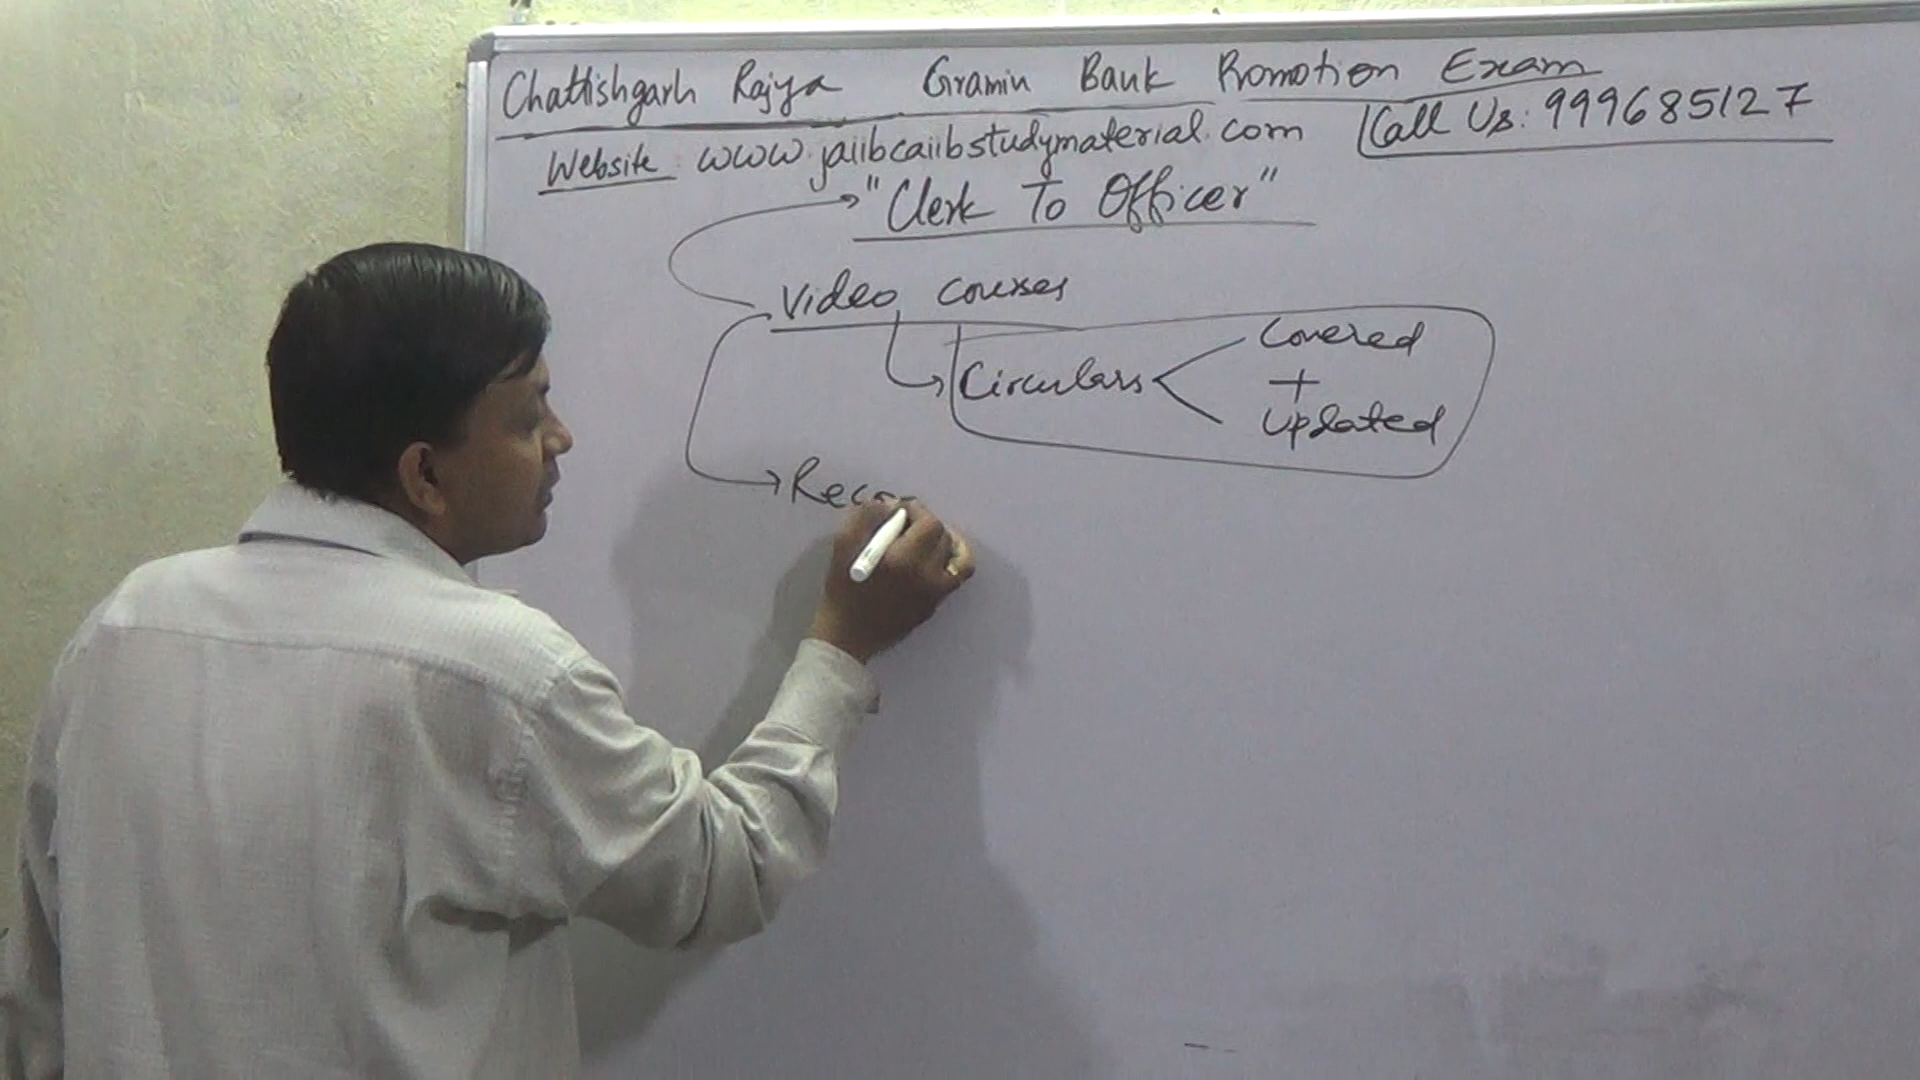 Chattishgarh Rajya Gramin Bank Promotion Exam
Website: www.jaiibcaiibstudymaterial.com
Call Us: 999685127
"Clerk To Officer"
Video courses
Circulars
Covered
+
Updated